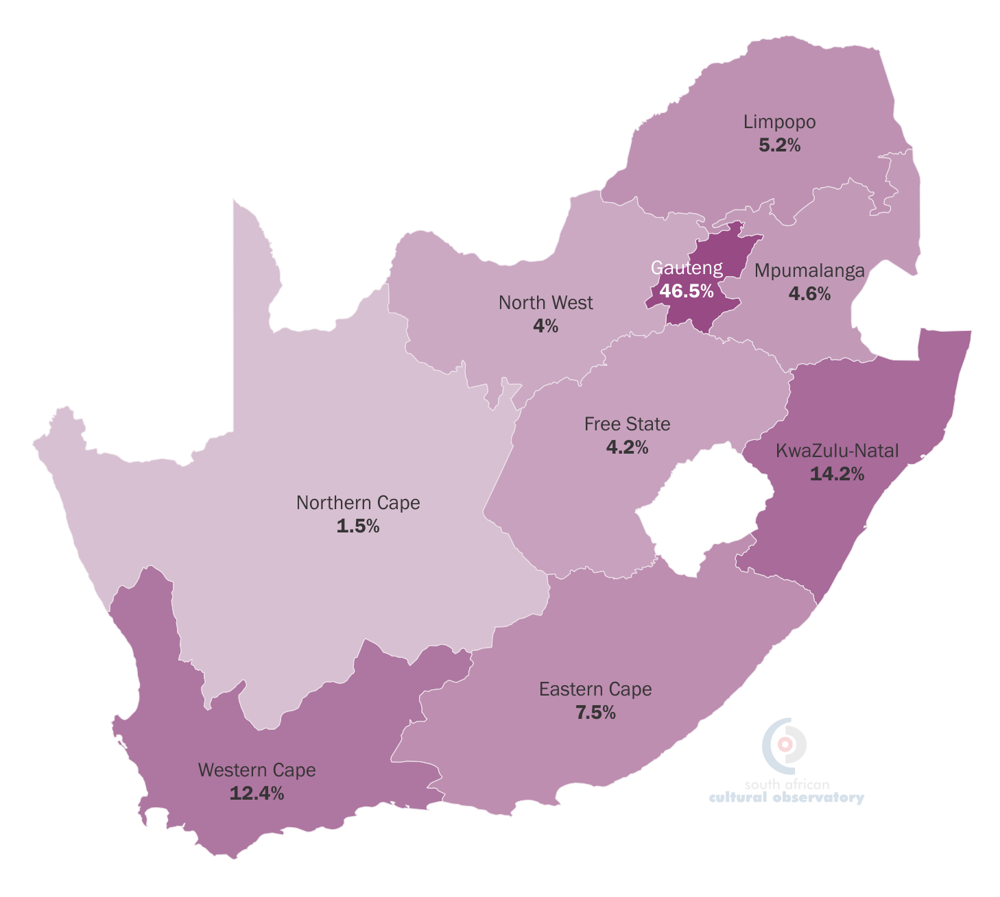 Limpopo
5.2%
Gauteng
46.5%
Mpumalanga
4.6%
North West
4%
Free State
4.2%
KwaZulu-Natal
14.2%
Northern Cape
1.5%
Eastern Cape
7.5%
Western Cape
12.4%
south african
cultural observatory